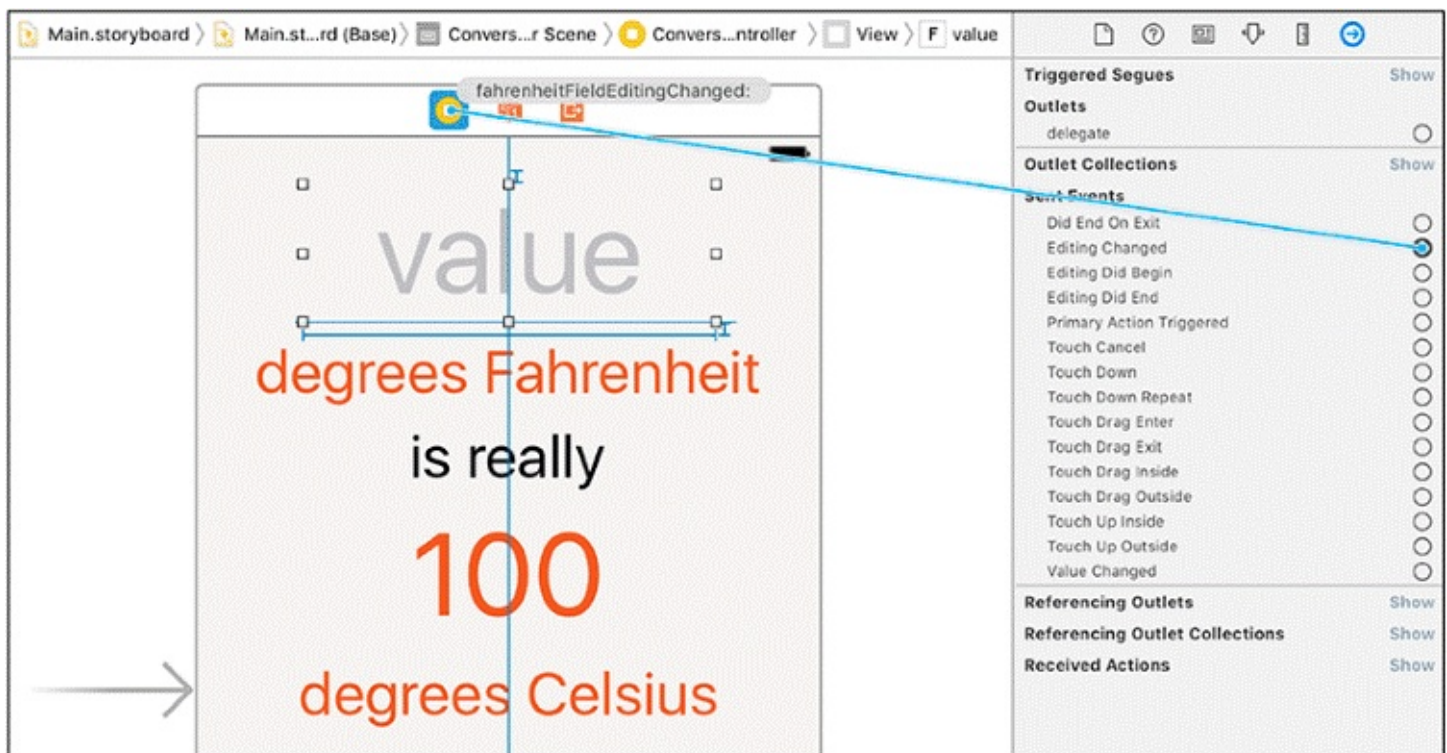 Main.storyboard Main.st...rd (Base) Convers...r Scene Convers...ntroller View F value
fahrenheitFieldEditingChanged:
value
degrees Fahrenheit
is really
100
degrees Celsius
Triggered Segues Show
Outlets
delegate
Outlet Collections Show
Sent Events
Did End On Exit
Editing Changed
Editing Did Begin
Editing Did End
Primary Action Triggered
Touch Cancel
Touch Down
Touch Down Repeat
Touch Drag Enter
Touch Drag Exit
Touch Drag Inside
Touch Drag Outside
Touch Up Inside
Touch Up Outside
Value Changed
Referencing Outlets Show
Referencing Outlet Collections Show
Received Actions Show